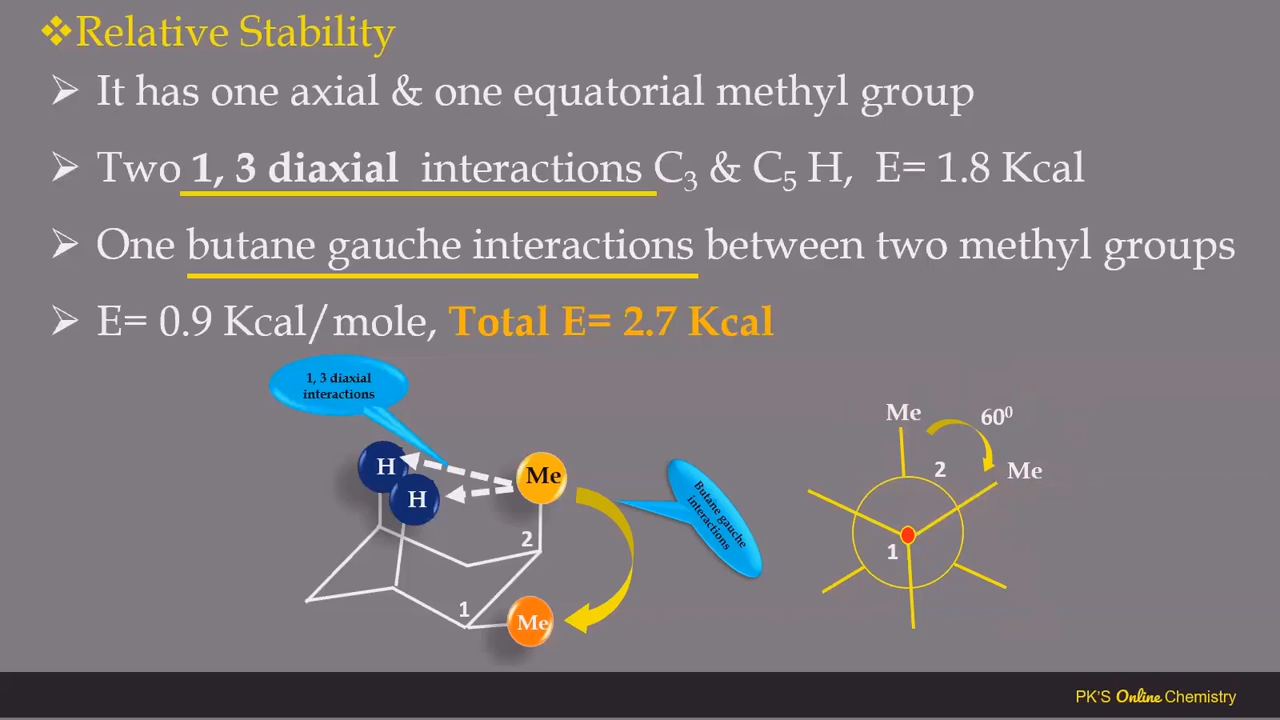 ❖Relative Stability
➢ It has one axial & one equatorial methyl group
➢ Two 1, 3 diaxial interactions C₃ & C₅ H, E= 1.8 Kcal
➢ One butane gauche interactions between two methyl groups
➢ E= 0.9 Kcal/mole, Total E= 2.7 Kcal
1, 3 diaxial
interactions
H
H
Me
2
1
Me
Butane gauche
interactions
Me
60⁰
2
Me
1
PK'S Online Chemistry